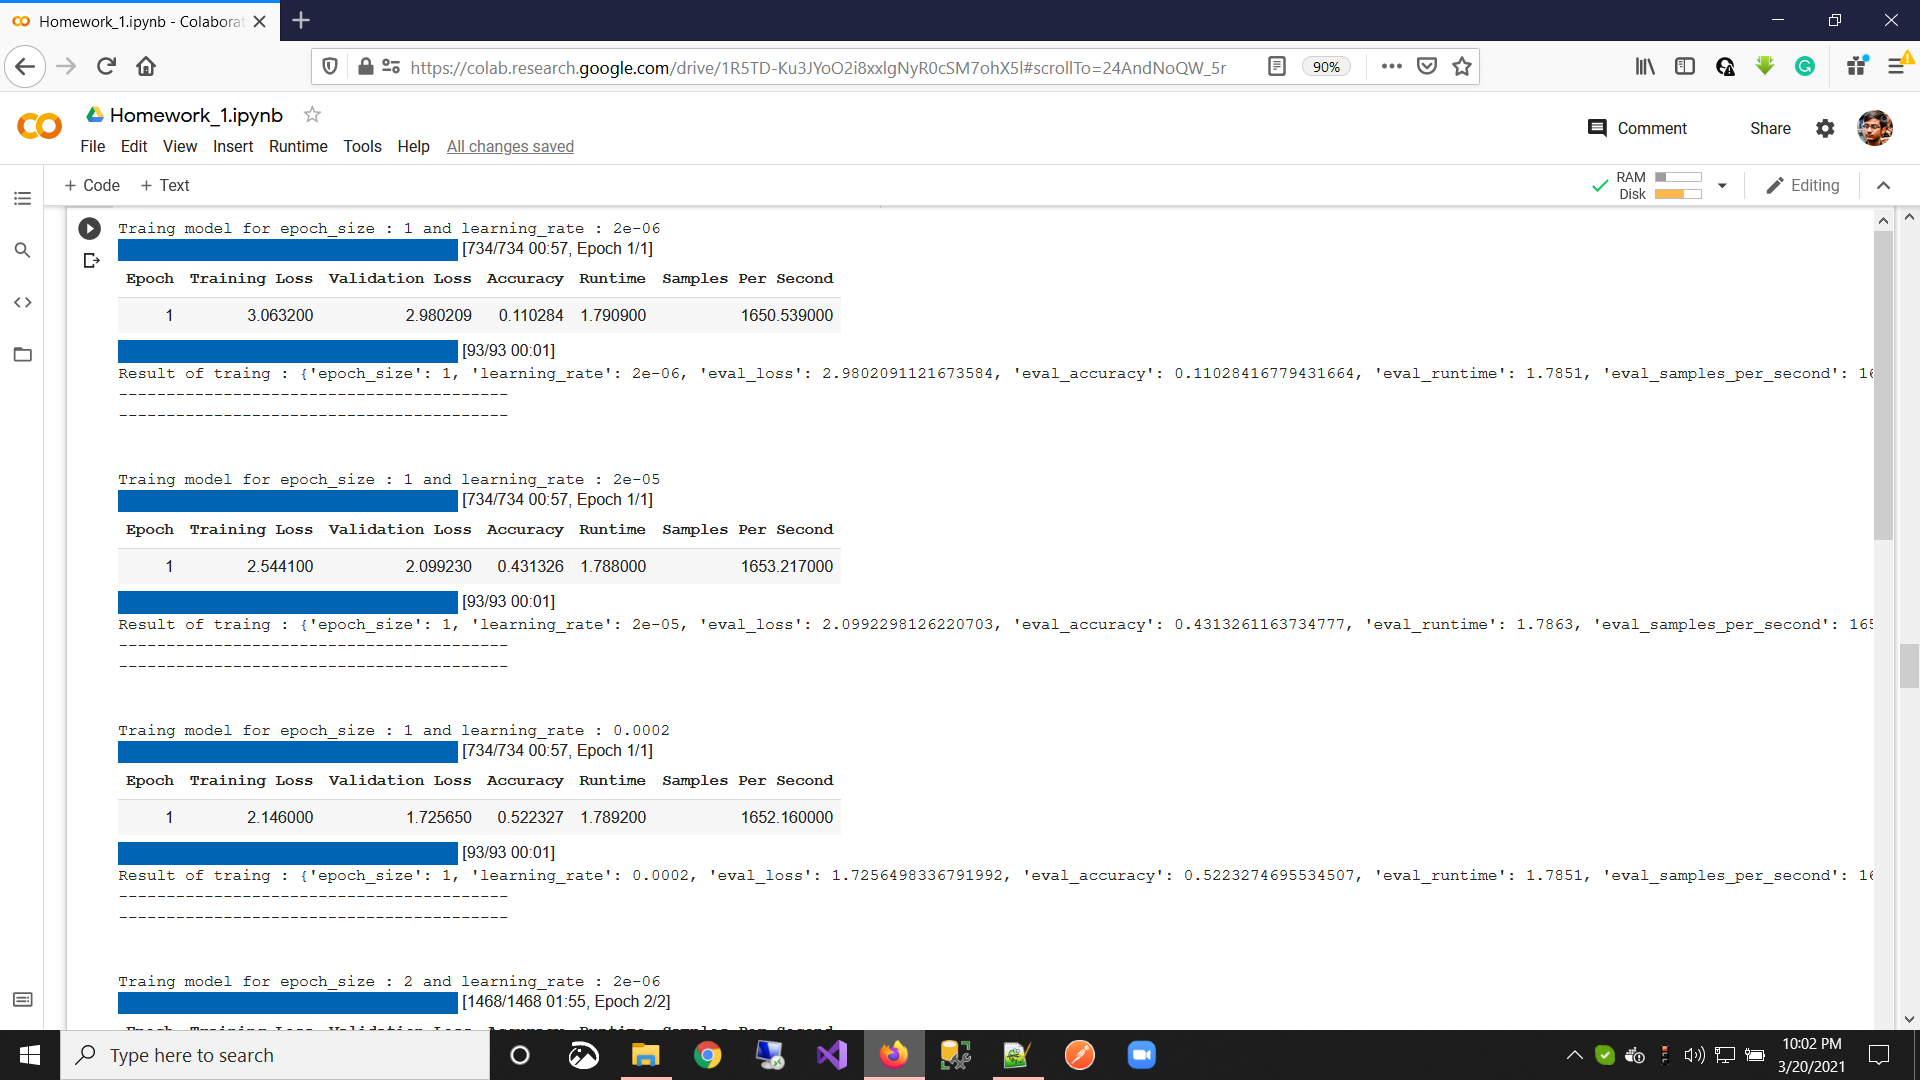 Homework_1.ipynb - Colaborat
https://colab.research.google.com/drive/1R5TD-Ku3JYoO2i8xxlgNyR0cSM7ohX5l#scrollTo=24AndNoQW_5r
90%
Homework_1.ipynb
Comment
Share
File Edit View Insert Runtime Tools Help All changes saved
+ Code + Text
RAM
Disk
Editing
Traing model for epoch_size : 1 and learning_rate : 2e-06
[734/734 00:57, Epoch 1/1]
Epoch Training Loss Validation Loss Accuracy Runtime Samples Per Second
1 3.063200 2.980209 0.110284 1.790900 1650.539000
[93/93 00:01]
Result of traing : {'epoch_size': 1, 'learning_rate': 2e-06, 'eval_loss': 2.9802091121673584, 'eval_accuracy': 0.11028416779431664, 'eval_runtime': 1.7851, 'eval_samples_per_second': 16
-----------------------------------------
-----------------------------------------
Traing model for epoch_size : 1 and learning_rate : 2e-05
[734/734 00:57, Epoch 1/1]
Epoch Training Loss Validation Loss Accuracy Runtime Samples Per Second
1 2.544100 2.099230 0.431326 1.788000 1653.217000
[93/93 00:01]
Result of traing : {'epoch_size': 1, 'learning_rate': 2e-05, 'eval_loss': 2.0992298126220703, 'eval_accuracy': 0.4313261163734777, 'eval_runtime': 1.7863, 'eval_samples_per_second': 165
-----------------------------------------
-----------------------------------------
Traing model for epoch_size : 1 and learning_rate : 0.0002
[734/734 00:57, Epoch 1/1]
Epoch Training Loss Validation Loss Accuracy Runtime Samples Per Second
1 2.146000 1.725650 0.522327 1.789200 1652.160000
[93/93 00:01]
Result of traing : {'epoch_size': 1, 'learning_rate': 0.0002, 'eval_loss': 1.7256498336791992, 'eval_accuracy': 0.5223274695534507, 'eval_runtime': 1.7851, 'eval_samples_per_second': 16
-----------------------------------------
-----------------------------------------
Traing model for epoch_size : 2 and learning_rate : 2e-06
[1468/1468 01:55, Epoch 2/2]
Epoch Training Loss Validation Loss Accuracy Runtime Samples Per Second
Type here to search
10:02 PM
3/20/2021